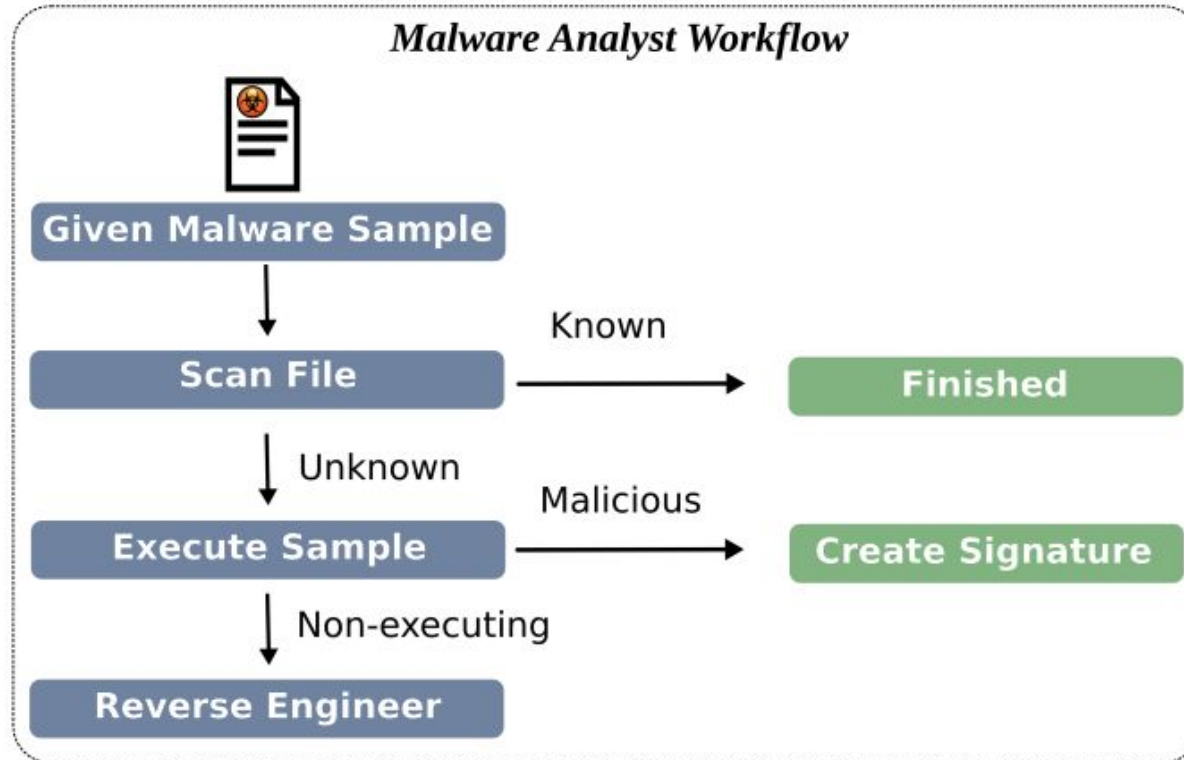 Malware Analyst Workflow
Given Malware Sample
Known
Scan File
Finished
Unknown
Malicious
Execute Sample
Create Signature
Non-executing
Reverse Engineer